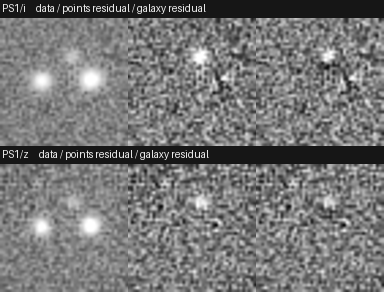 PS1/i data / points residual / galaxy residual
PS1/z data / points residual / galaxy residual